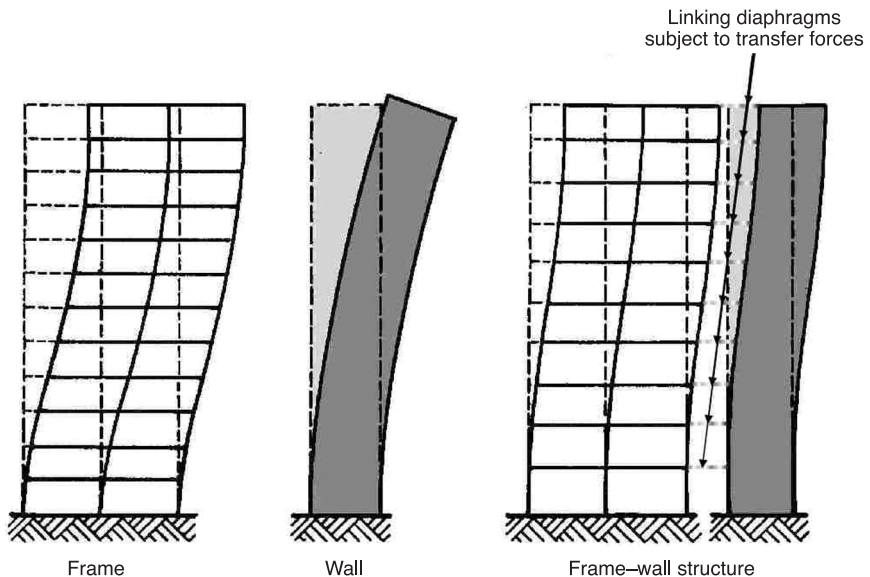 Linking diaphragms
subject to transfer forces
Frame
Wall
Frame–wall structure